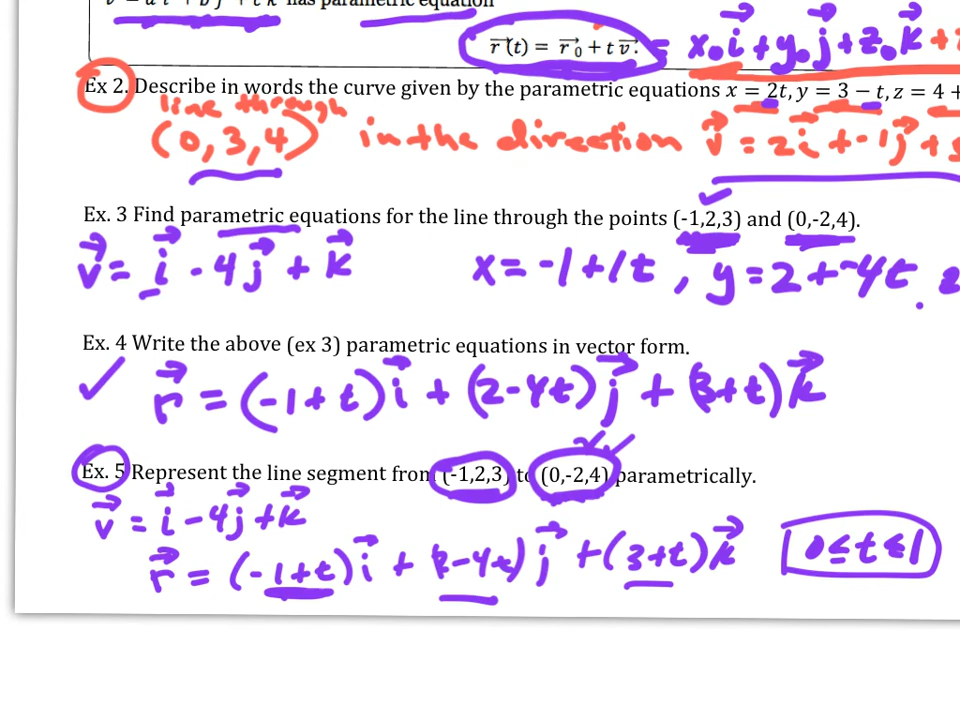 has parametric equation
r⃗(t) = r⃗₀ + t v⃗. = x₀i⃗ + y₀j⃗ + z₀k⃗ +
Ex 2. Describe in words the curve given by the parametric equations x = 2t, y = 3 − t, z = 4 +
line through
(0,3,4) in the direction v⃗ = 2i⃗ + -1j⃗ +
Ex. 3 Find parametric equations for the line through the points (-1,2,3) and (0,-2,4).
v⃗ = i⃗ - 4j⃗ + k⃗ x = -1 + 1t , y = 2 + -4t
Ex. 4 Write the above (ex 3) parametric equations in vector form.
✓ r⃗ = (-1+t)i⃗ + (2-4t)j⃗ + (3+t)k⃗
Ex. 5 Represent the line segment from (-1,2,3) to (0,-2,4) parametrically.
v⃗ = i⃗ - 4j⃗ + k⃗
r⃗ = (-1+t)i⃗ + (2-4t)j⃗ + (3+t)k⃗ 0≤t≤1